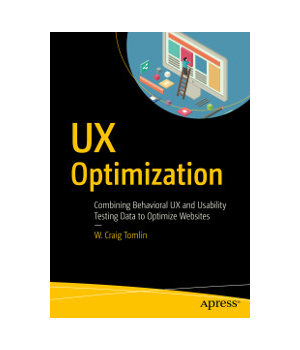 UX
Optimization
Combining Behavioral UX and Usability
Testing Data to Optimize Websites
—
W. Craig Tomlin
Apress®